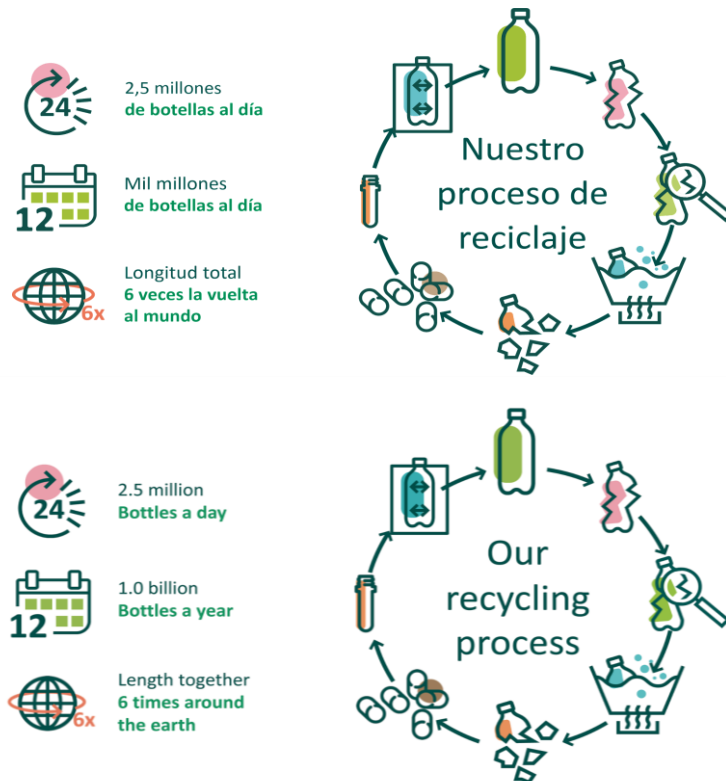 24
2,5 millones
de botellas al día
12
Mil millones
de botellas al día
6x
Longitud total
6 veces la vuelta
al mundo
Nuestro
proceso de
reciclaje
24
2.5 million
Bottles a day
12
1.0 billion
Bottles a year
6x
Length together
6 times around
the earth
Our
recycling
process